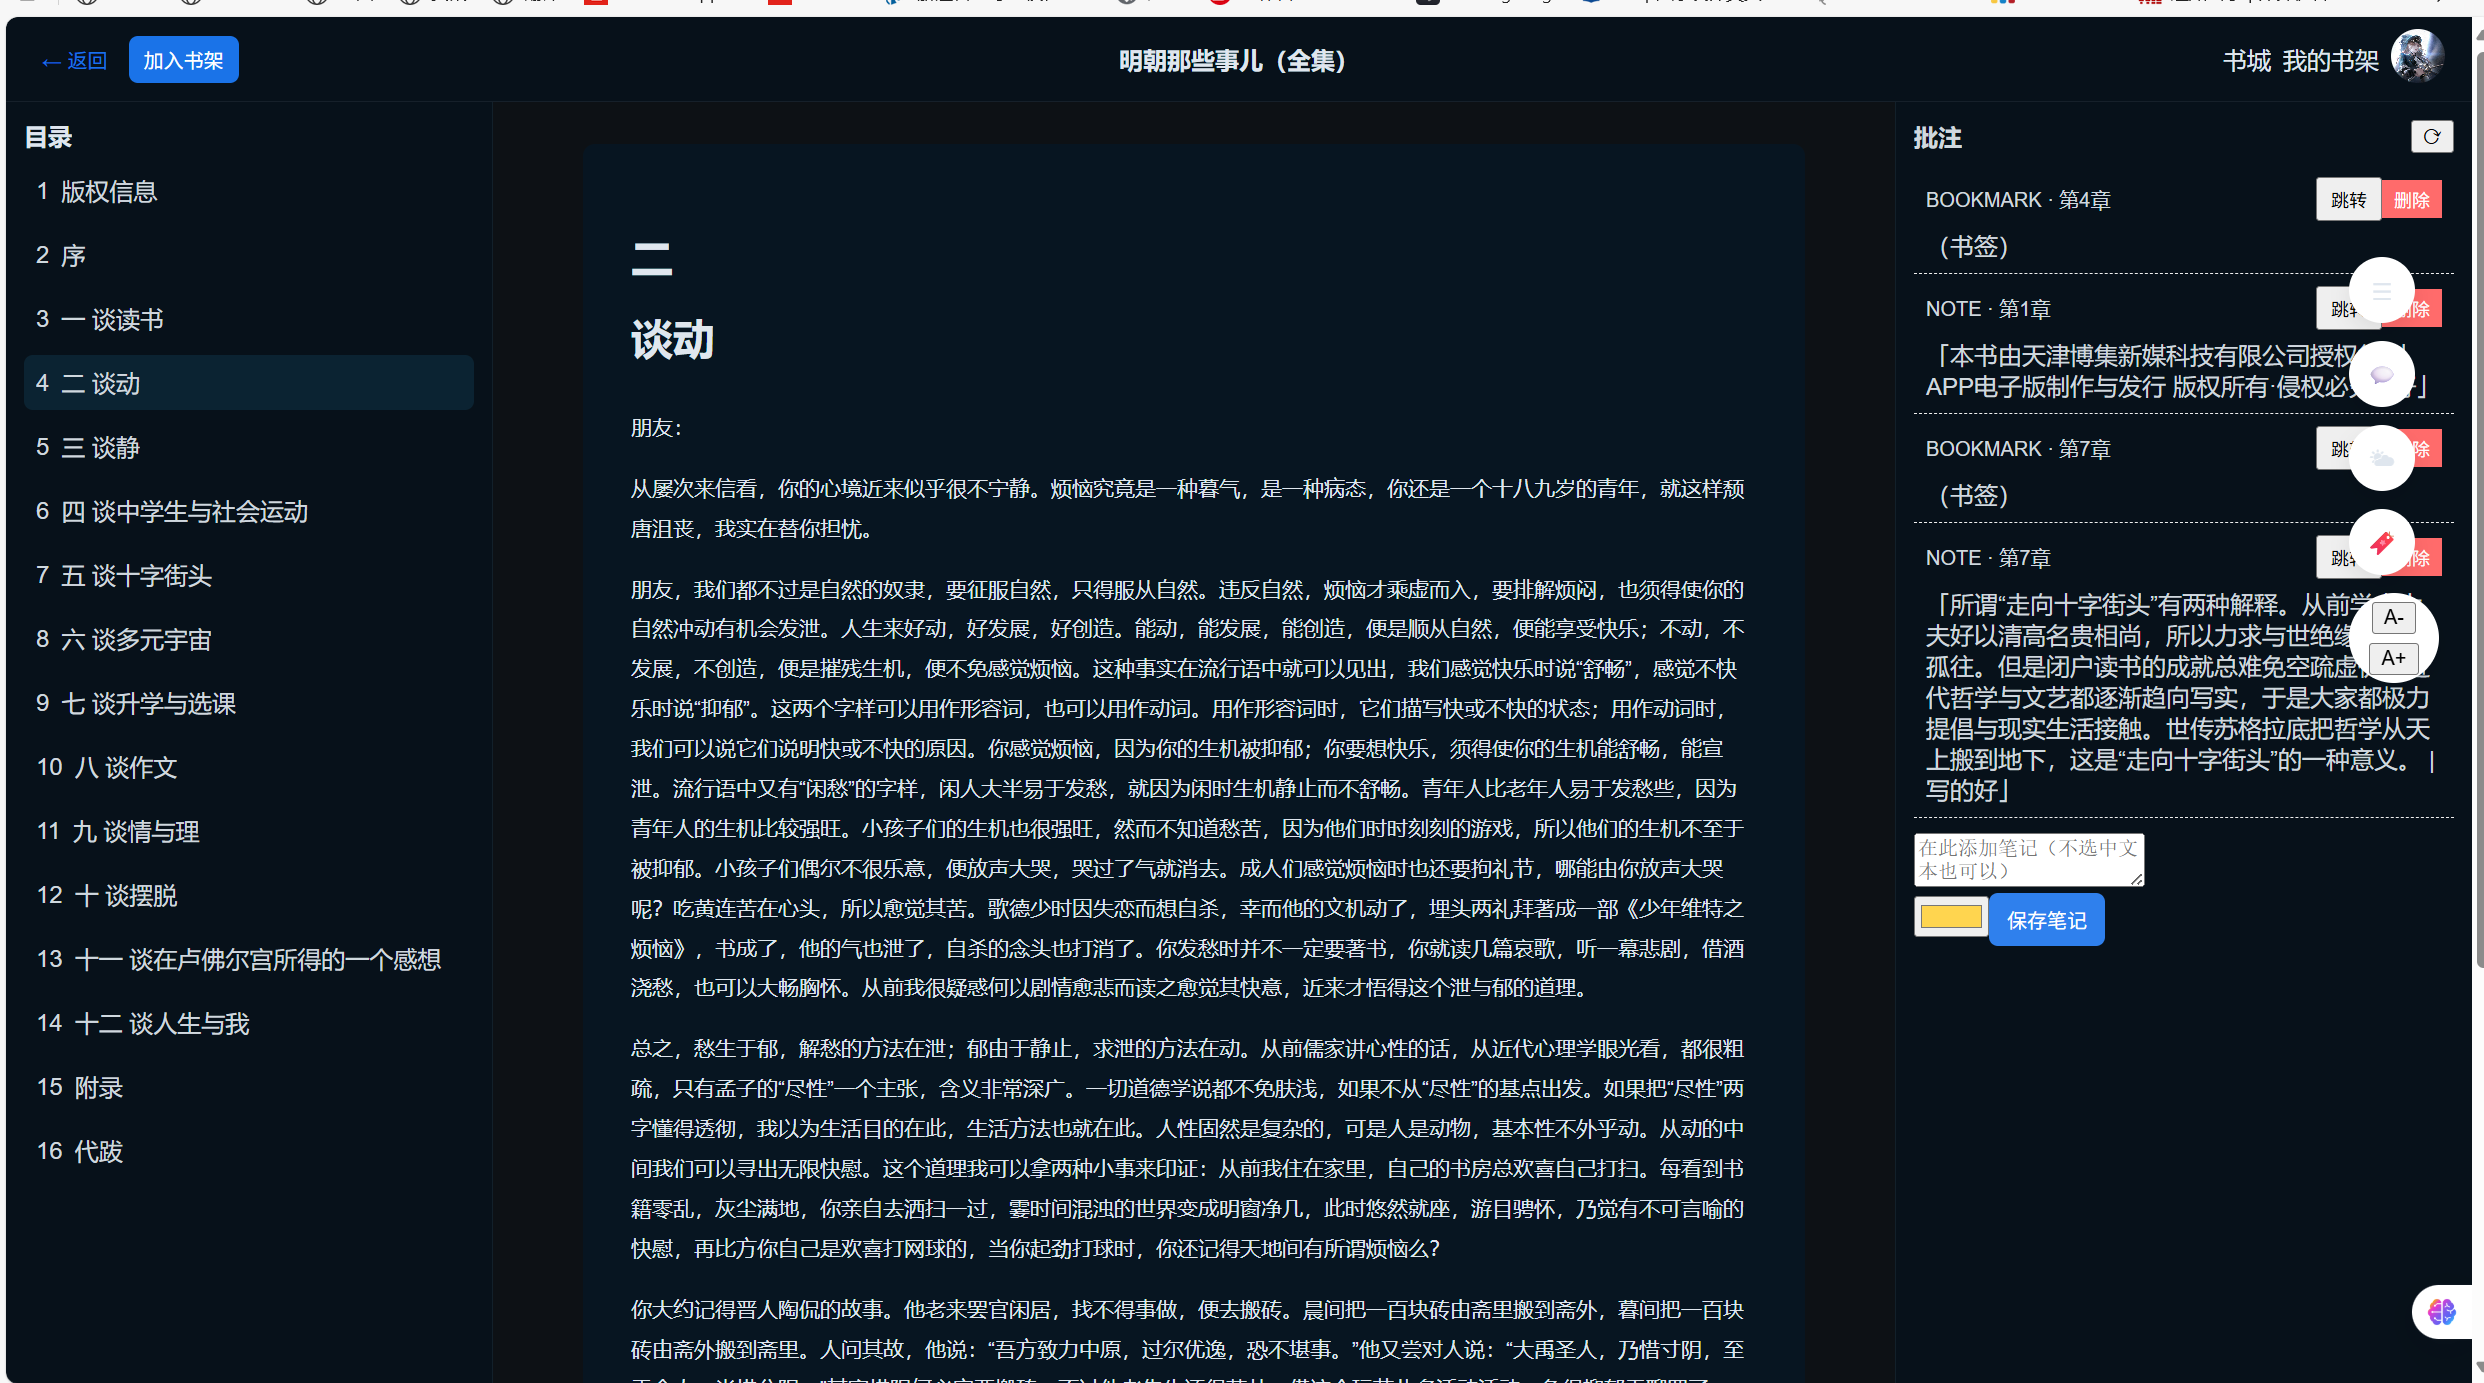 ← 返回
加入书架
明朝那些事儿（全集）
书城 我的书架
目录
1 版权信息
2 序
3 一 谈读书
4 二 谈动
5 三 谈静
6 四 谈中学生与社会运动
7 五 谈十字街头
8 六 谈多元宇宙
9 七 谈升学与选课
10 八 谈作文
11 九 谈情与理
12 十 谈摆脱
13 十一 谈在卢佛尔宫所得的一个感想
14 十二 谈人生与我
15 附录
16 代跋
二
谈动
朋友：
从屡次来信看，你的心境近来似乎很不宁静。烦恼究竟是一种暮气，是一种病态，你还是一个十八九岁的青年，就这样颓
唐沮丧，我实在替你担忧。
朋友，我们都不过是自然的奴隶，要征服自然，只得服从自然。违反自然，烦恼才乘虚而入，要排解烦闷，也须得使你的
自然冲动有机会发泄。人生来好动，好发展，好创造。能动，能发展，能创造，便是顺从自然，便能享受快乐；不动，不
发展，不创造，便是摧残生机，便不免感觉烦恼。这种事实在流行语中就可以见出，我们感觉快乐时说“舒畅”，感觉不快
乐时说“抑郁”。这两个字样可以用作形容词，也可以用作动词。用作形容词时，它们描写快或不快的状态；用作动词时，
我们可以说它们说明快或不快的原因。你感觉烦恼，因为你的生机被抑郁；你要想快乐，须得使你的生机能舒畅，能宣
泄。流行语中又有“闲愁”的字样，闲人大半易于发愁，就因为闲时生机静止而不舒畅。青年人比老年人易于发愁些，因为
青年人的生机比较强旺。小孩子们的生机也很强旺，然而不知道愁苦，因为他们时时刻刻的游戏，所以他们的生机不至于
被抑郁。小孩子们偶尔不很乐意，便放声大哭，哭过了气就消去。成人们感觉烦恼时也还要拘礼节，哪能由你放声大哭
呢？吃黄连苦在心头，所以愈觉其苦。歌德少时因失恋而想自杀，幸而他的文机动了，埋头两礼拜著成一部《少年维特之
烦恼》，书成了，他的气也泄了，自杀的念头也打消了。你发愁时并不一定要著书，你就读几篇哀歌，听一幕悲剧，借酒
浇愁，也可以大畅胸怀。从前我很疑惑何以剧情愈悲而读之愈觉其快意，近来才悟得这个泄与郁的道理。
总之，愁生于郁，解愁的方法在泄；郁由于静止，求泄的方法在动。从前儒家讲心性的话，从近代心理学眼光看，都很粗
疏，只有孟子的“尽性”一个主张，含义非常深广。一切道德学说都不免肤浅，如果不从“尽性”的基点出发。如果把“尽性”两
字懂得透彻，我以为生活目的在此，生活方法也就在此。人性固然是复杂的，可是人是动物，基本性不外乎动。从动的中
间我们可以寻出无限快慰。这个道理我可以拿两种小事来印证：从前我住在家里，自己的书房总欢喜自己打扫。每看到书
籍零乱，灰尘满地，你亲自去洒扫一过，霎时间混浊的世界变成明窗净几，此时悠然就座，游目骋怀，乃觉有不可言喻的
快慰，再比方你自己是欢喜打网球的，当你起劲打球时，你还记得天地间有所谓烦恼么？
你大约记得晋人陶侃的故事。他老来罢官闲居，找不得事做，便去搬砖。晨间把一百块砖由斋里搬到斋外，暮间把一百块
砖由斋外搬到斋里。人问其故，他说：“吾方致力中原，过尔优逸，恐不堪事。”他又尝对人说：“大禹圣人，乃惜寸阴，至
批注
BOOKMARK · 第4章
跳转 删除
（书签）
NOTE · 第1章
跳 除
「本书由天津博集新媒科技有限公司授权
APP电子版制作与发行 版权所有·侵权必
BOOKMARK · 第7章
跳 除
（书签）
NOTE · 第7章
跳 除
「所谓“走向十字街头”有两种解释。从前学
夫好以清高名贵相尚，所以力求与世绝缘
孤往。但是闭户读书的成就总难免空疏虚
代哲学与文艺都逐渐趋向写实，于是大家都极力
提倡与现实生活接触。世传苏格拉底把哲学从天
上搬到地下，这是“走向十字街头”的一种意义。 |
写的好」
A-
A+
在此添加笔记（不选中文
本也可以）
保存笔记